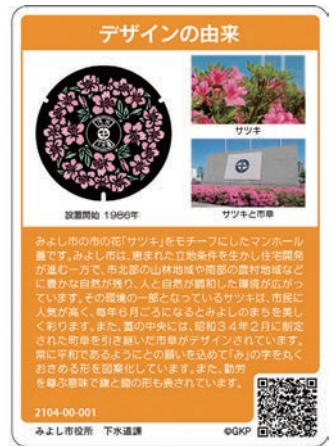 デザインの由来
サツキ
サツキと市章
設置開始 1986年
みよし市の市の花「サツキ」をモチーフにしたマンホール
蓋です。みよし市は、恵まれた立地条件を生かし住宅開発
が進む一方で、市北部の山林地域や南部の農村地域など
に豊かな自然が残り、人と自然が調和した環境が広がっ
ています。その環境の一部となっているサツキは、市民に
人気が高く、毎年6月ごろになるとみよしのまちを美し
く彩ります。また、蓋の中央には、昭和34年2月に制定
された町章を引き継いだ市章がデザインされています。
常に平和であるようにとの願いを込めて「み」の字を丸く
おさめる形を図案化しています。また、勤労
を尊ぶ意味で鎌と鍬の形も表されています。
2104-00-001
みよし市役所 下水道課
©GKP